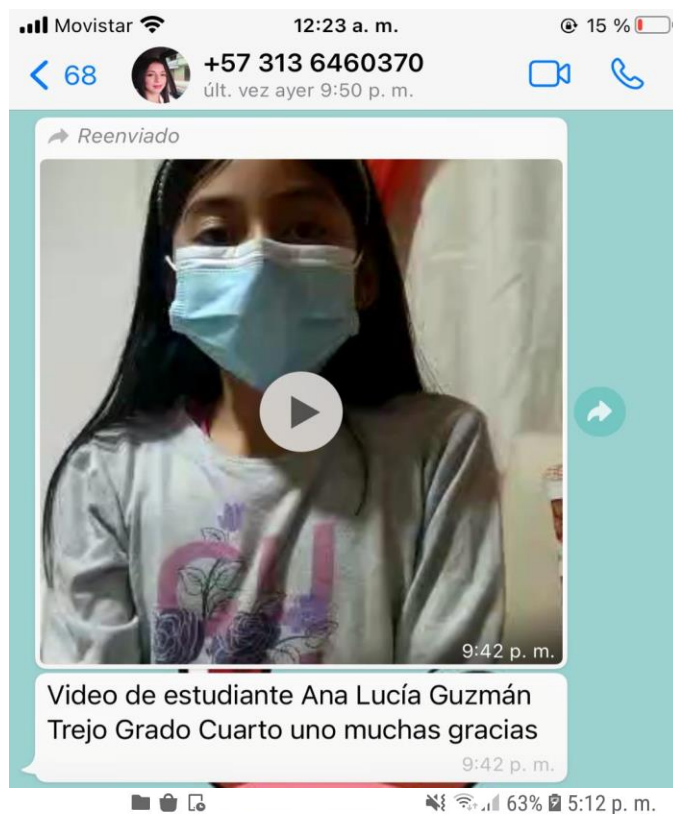 Movistar 12:23 a. m. 15 %
68
+57 313 6460370
últ. vez ayer 9:50 p. m.
Reenviado
9:42 p. m.
Video de estudiante Ana Lucía Guzmán
Trejo Grado Cuarto uno muchas gracias
9:42 p. m.
63% 5:12 p. m.